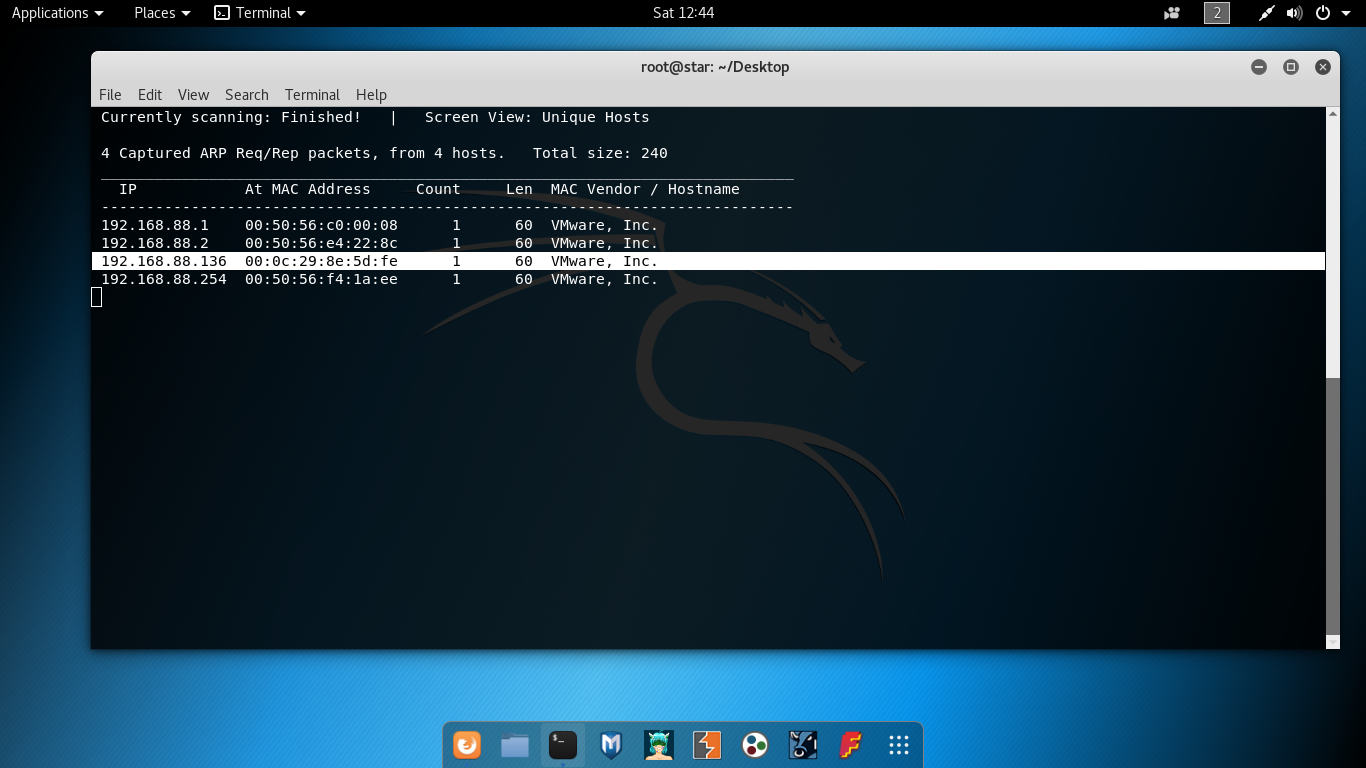 Applications Places Terminal Sat 12:44 2
root@star: ~/Desktop
File Edit View Search Terminal Help
Currently scanning: Finished!   |   Screen View: Unique Hosts
4 Captured ARP Req/Rep packets, from 4 hosts.   Total size: 240
_____________________________________________________________________________
  IP            At MAC Address     Count     Len  MAC Vendor / Hostname
-----------------------------------------------------------------------------
192.168.88.1    00:50:56:c0:00:08      1      60  VMware, Inc.
192.168.88.2    00:50:56:e4:22:8c      1      60  VMware, Inc.
192.168.88.136  00:0c:29:8e:5d:fe      1      60  VMware, Inc.
192.168.88.254  00:50:56:f4:1a:ee      1      60  VMware, Inc.